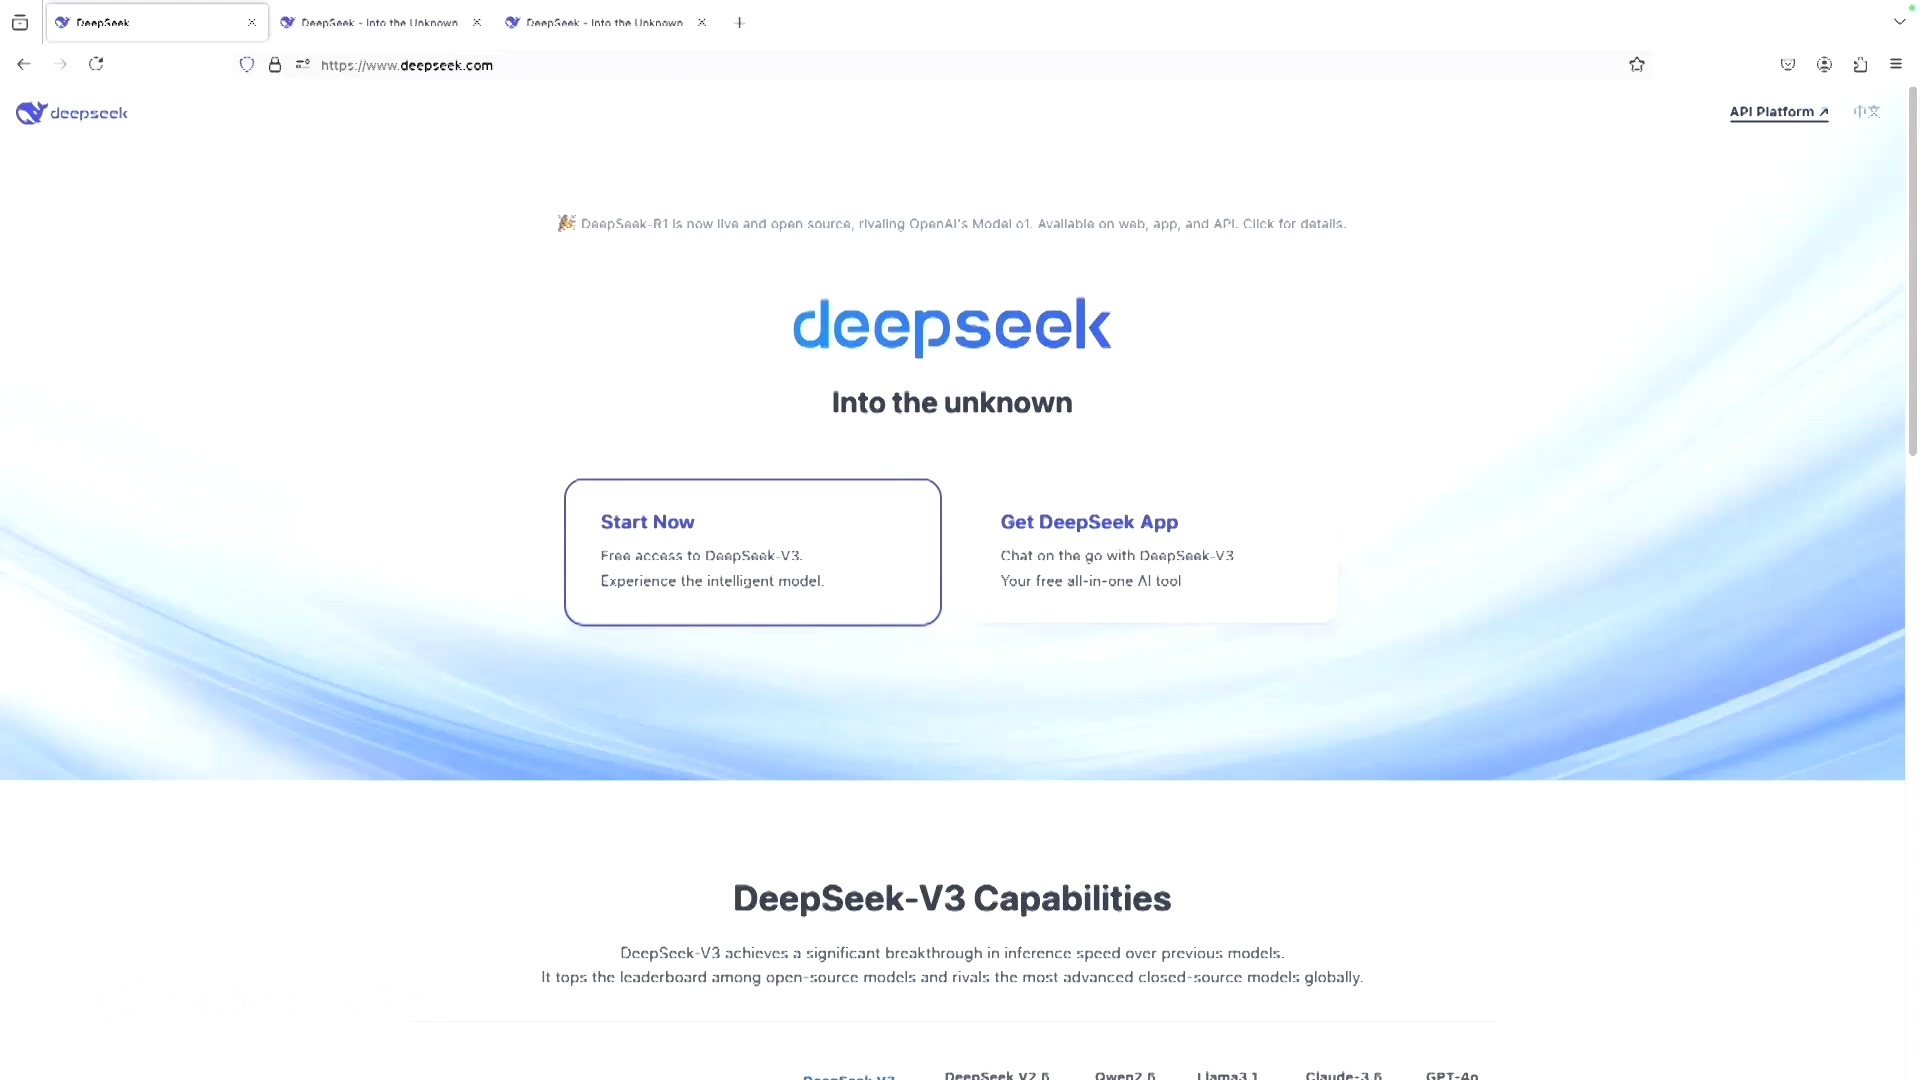 DeepSeek
DeepSeek - Into the Unknown
DeepSeek - Into the Unknown
https://www.deepseek.com
deepseek
API Platform ↗
中文
🎉 DeepSeek-R1 is now live and open source, rivaling OpenAI's Model o1. Available on web, app, and API. Click for details.
deepseek
Into the unknown
Start Now
Free access to DeepSeek-V3.
Experience the intelligent model.
Get DeepSeek App
Chat on the go with DeepSeek-V3
Your free all-in-one AI tool
DeepSeek-V3 Capabilities
DeepSeek-V3 achieves a significant breakthrough in inference speed over previous models.
It tops the leaderboard among open-source models and rivals the most advanced closed-source models globally.
DeepSeek V3 DeepSeek V2.5 Qwen2.5 Llama3.1 Claude-3.5 GPT-4o